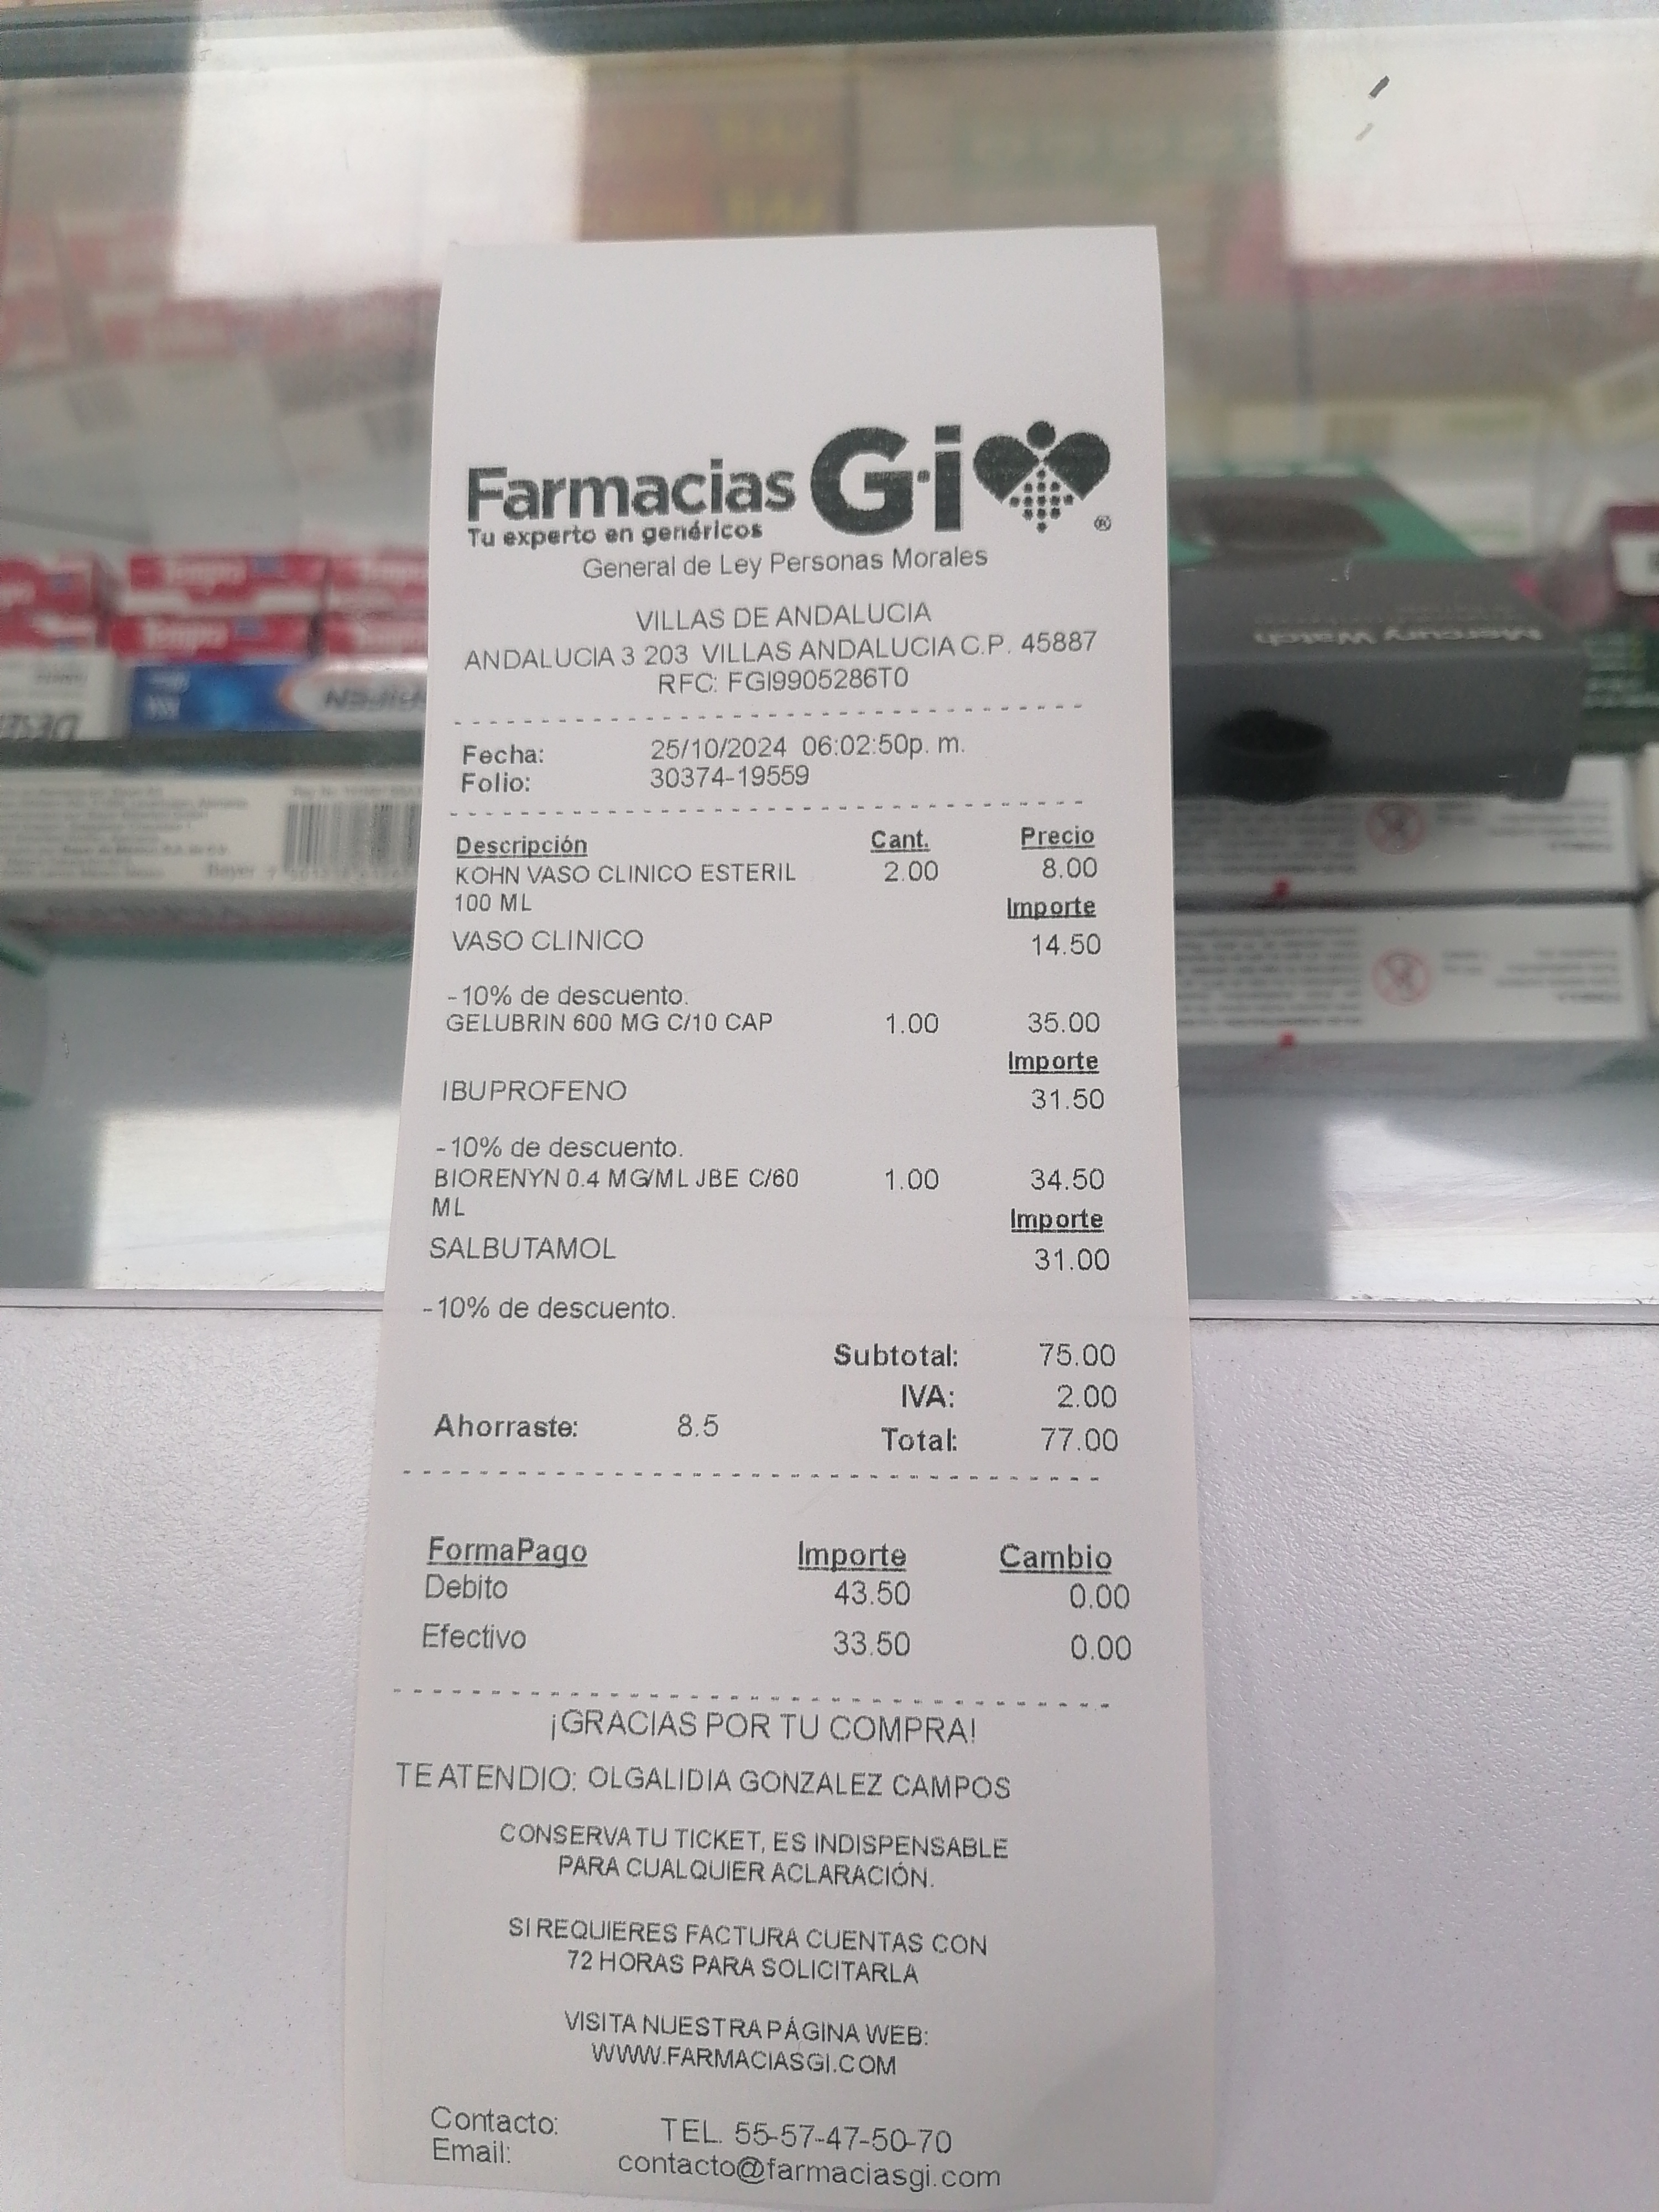 Farmacias G·i ®
Tu experto en genéricos
General de Ley Personas Morales
VILLAS DE ANDALUCIA
ANDALUCIA 3 203 VILLAS ANDALUCIA C.P. 45887
RFC: FGI9905286T0
Fecha: 25/10/2024 06:02:50p. m.
Folio: 30374-19559
Descripción Cant. Precio
KOHN VASO CLINICO ESTERIL 2.00 8.00
100 ML Importe
VASO CLINICO 14.50
-10% de descuento.
GELUBRIN 600 MG C/10 CAP 1.00 35.00
Importe
IBUPROFENO 31.50
-10% de descuento.
BIORENYN 0.4 MG/ML JBE C/60 1.00 34.50
ML Importe
SALBUTAMOL 31.00
-10% de descuento.
Subtotal: 75.00
IVA: 2.00
Ahorraste: 8.5 Total: 77.00
FormaPago Importe Cambio
Debito 43.50 0.00
Efectivo 33.50 0.00
¡GRACIAS POR TU COMPRA!
TE ATENDIO: OLGALIDIA GONZALEZ CAMPOS
CONSERVA TU TICKET, ES INDISPENSABLE
PARA CUALQUIER ACLARACIÓN.
SI REQUIERES FACTURA CUENTAS CON
72 HORAS PARA SOLICITARLA
VISITA NUESTRA PÁGINA WEB:
WWW.FARMACIASGI.COM
Contacto: TEL. 55-57-47-50-70
Email: contacto@farmaciasgi.com
Mercury Watch
Tempra
Tempra
Bayer